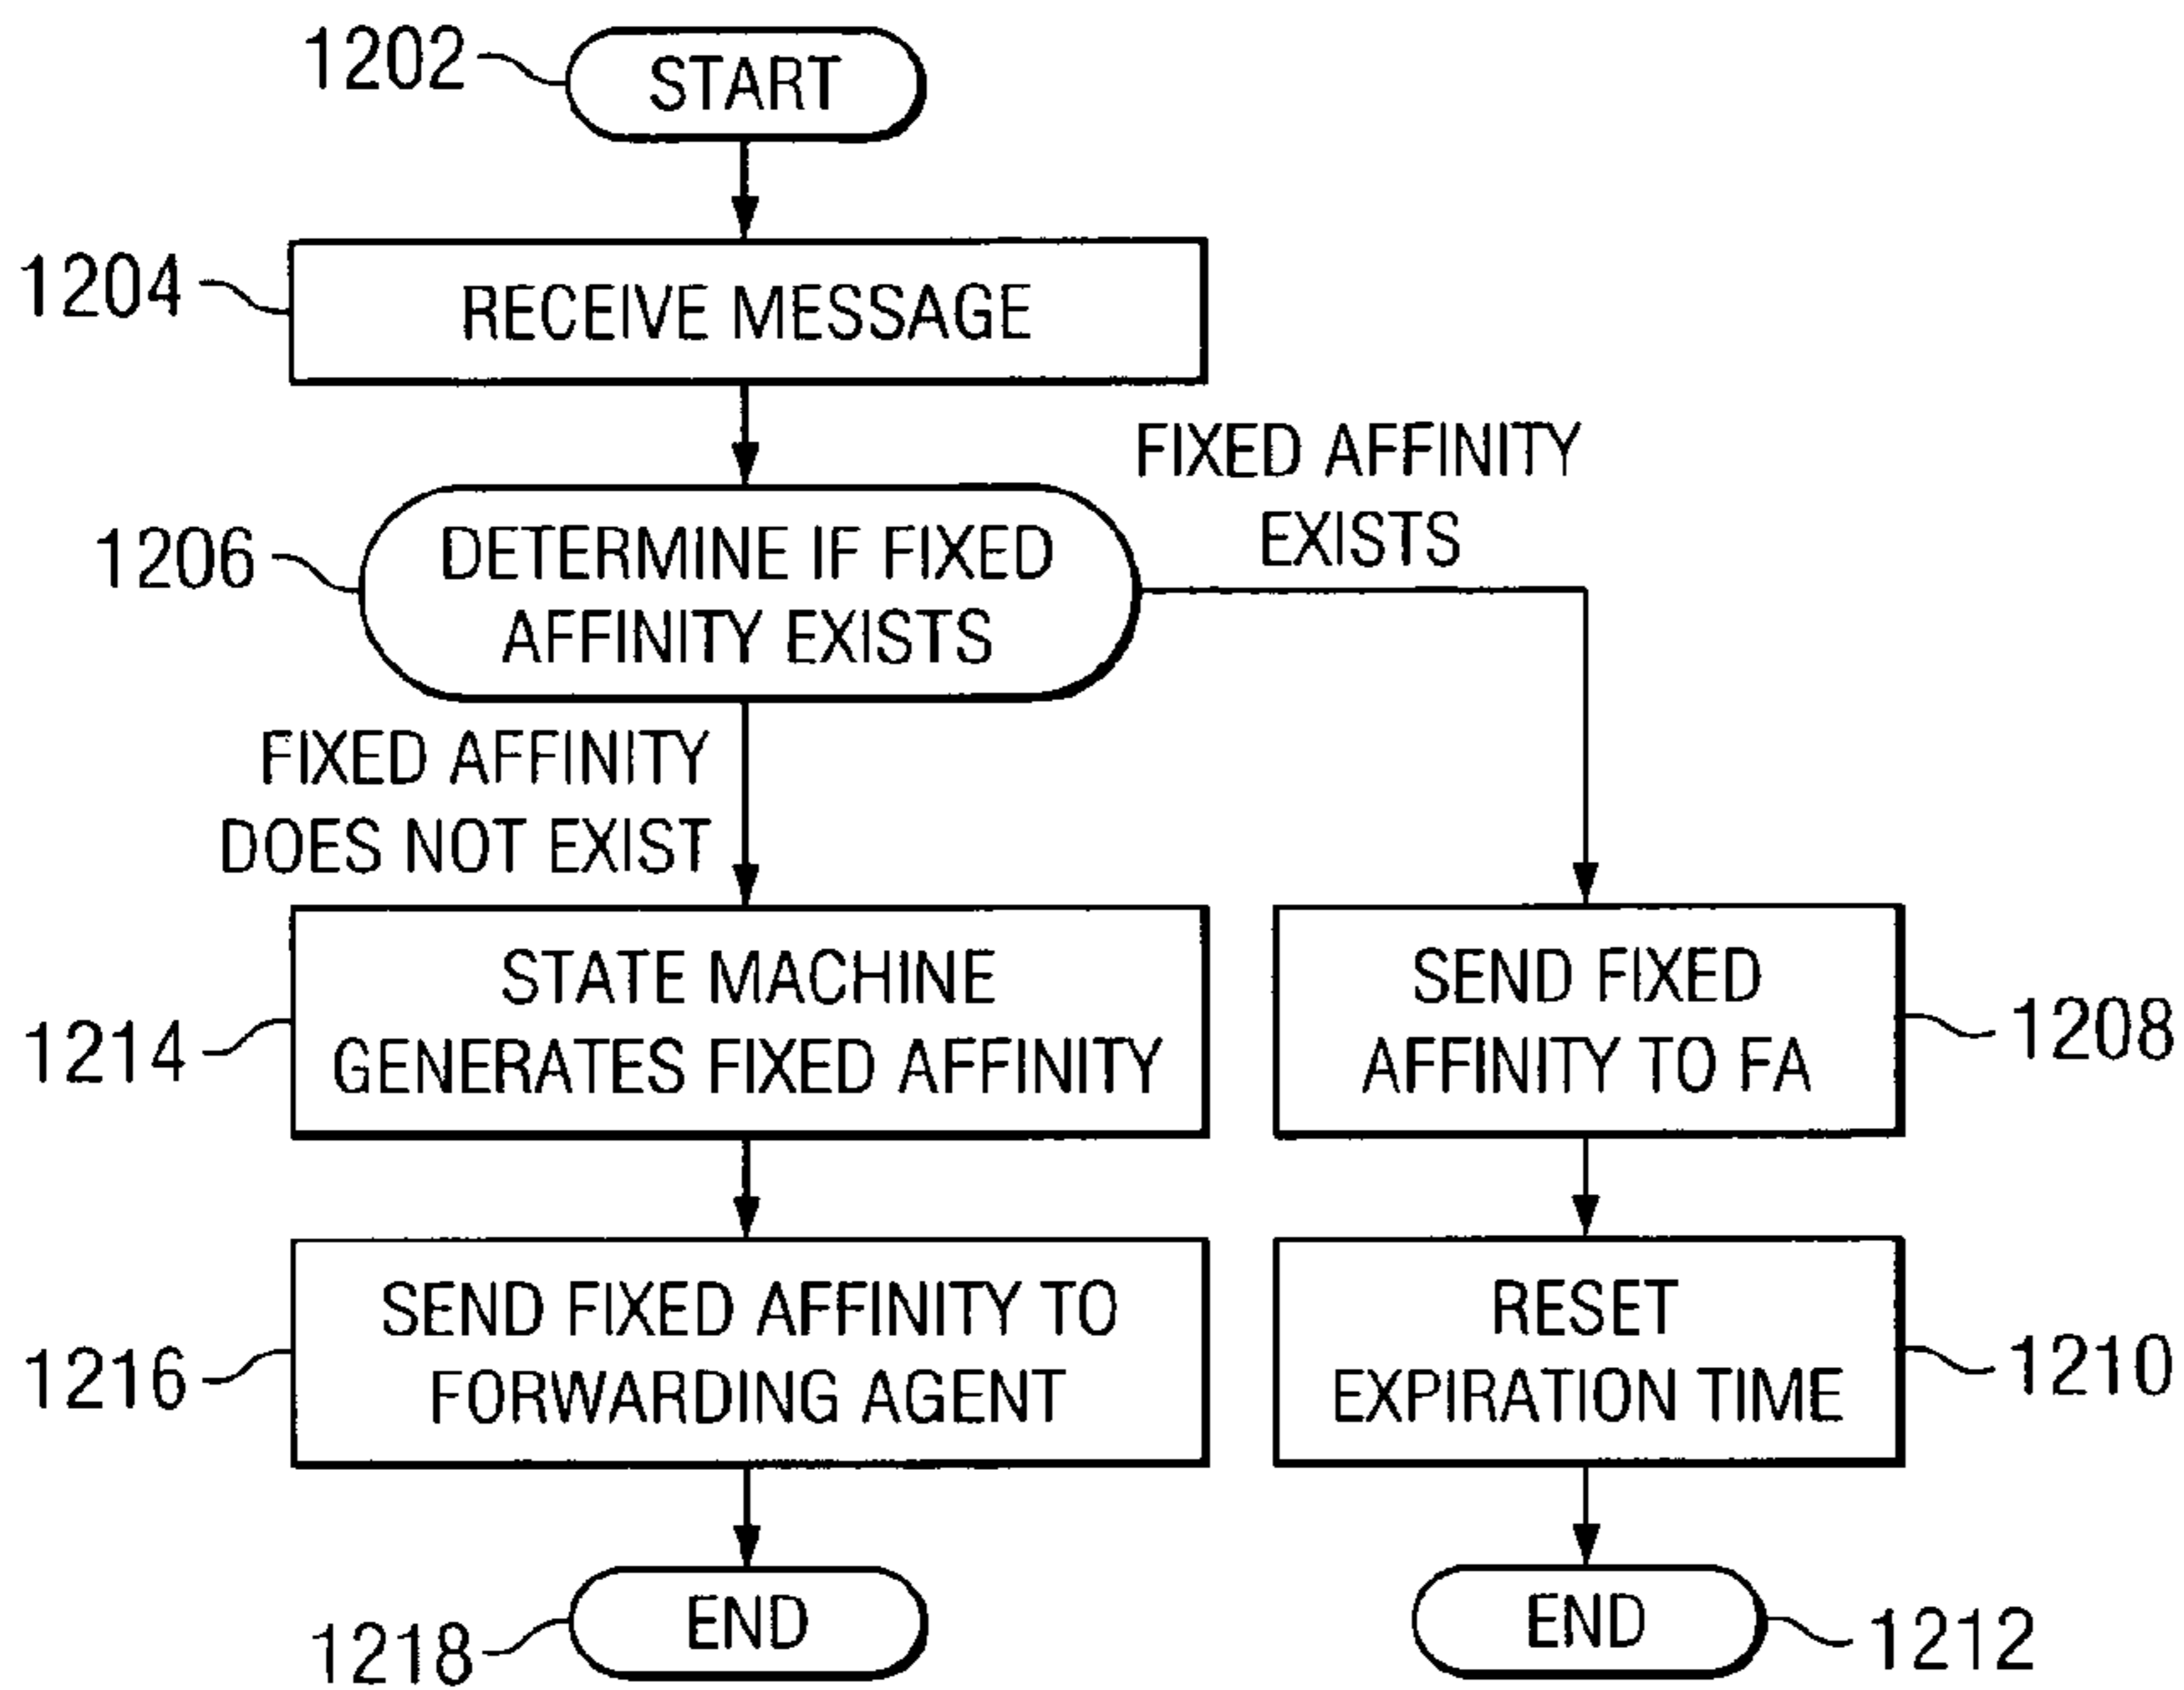 1202
START
1204
RECEIVE MESSAGE
FIXED AFFINITY
EXISTS
1206
DETERMINE IF FIXED
AFFINITY EXISTS
FIXED AFFINITY
DOES NOT EXIST
1214
STATE MACHINE
GENERATES FIXED AFFINITY
SEND FIXED
AFFINITY TO FA
1208
1216
SEND FIXED AFFINITY TO
FORWARDING AGENT
RESET
EXPIRATION TIME
1210
1218
END
END
1212